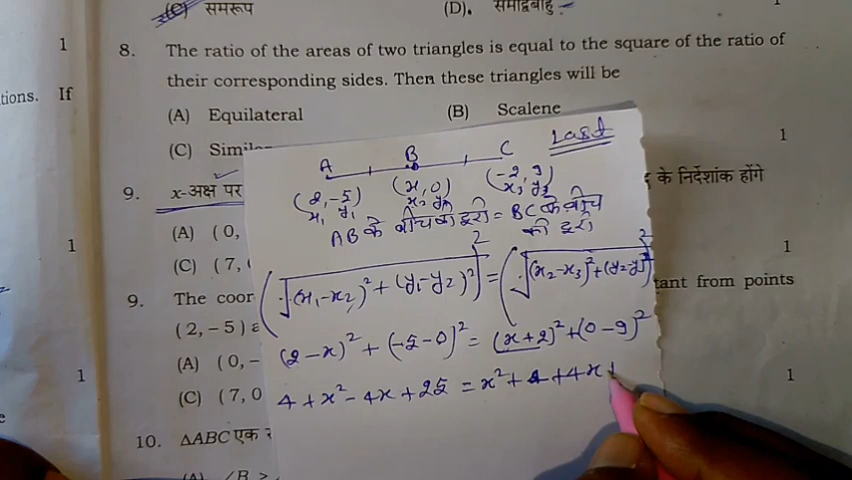 (C) समरूप (D). समद्विबाहु
1 8. The ratio of the areas of two triangles is equal to the square of the ratio of
tions. If their corresponding sides. Then these triangles will be
(A) Equilateral (B) Scalene
(C) 1
Last
A B C
(2, -5) (x, 0) (-2, 9)
x₁ y₁ x₂ y₂ x₃ y₃
9. x-अक्ष पर के निर्देशांक होंगे
AB के बीच की दूरी = BC के बीच
की दूरी
1 (A) ( 0, 1
(C) ( 7,
(√(x₁-x₂)²+(y₁-y₂)²)² = (√(x₂-x₃)²+(y₂-y₃)²)²
9. The coor tant from points
( 2, – 5 )
(2-x)² + (-5-0)² = (x+2)²+(0-9)²
1 (A) ( 0, – 1
(C) ( 7, 0
4 + x² - 4x + 25 = x² + 4 + 4x +
10. ΔABC एक
(A) ∠B >